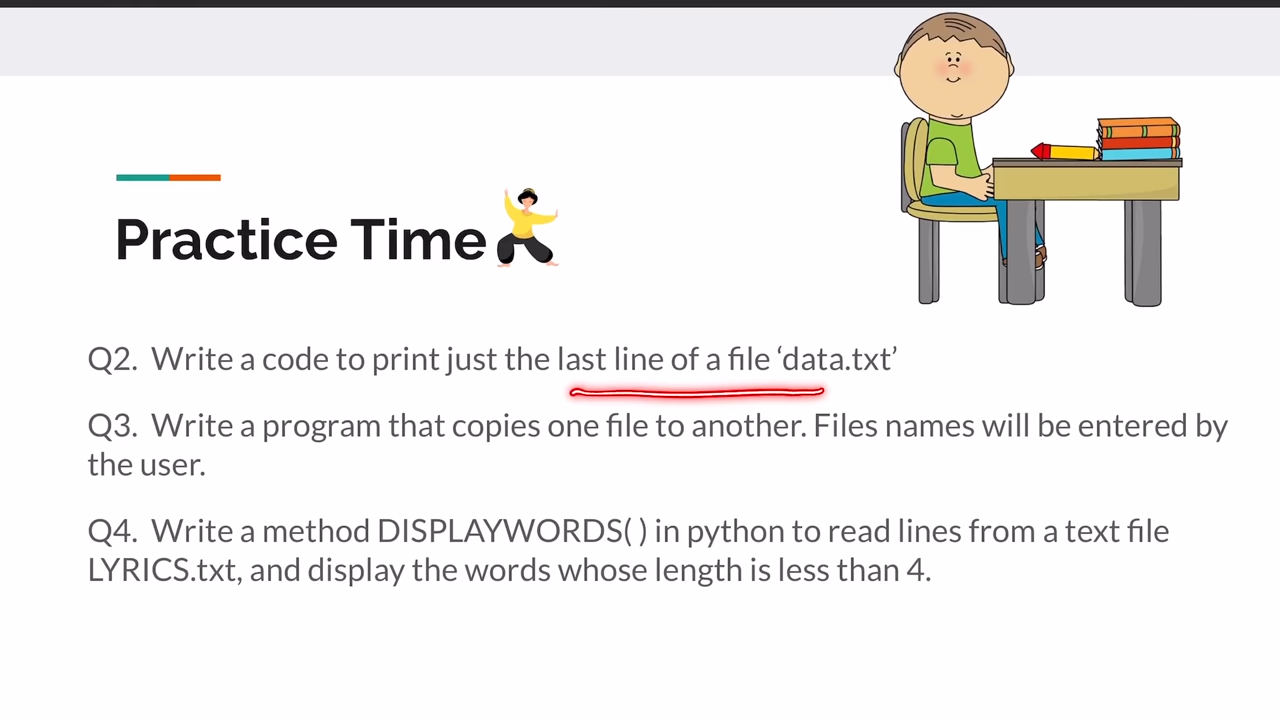 Practice Time
Q2. Write a code to print just the last line of a file ‘data.txt’
Q3. Write a program that copies one file to another. Files names will be entered by
the user.
Q4. Write a method DISPLAYWORDS( ) in python to read lines from a text file
LYRICS.txt, and display the words whose length is less than 4.